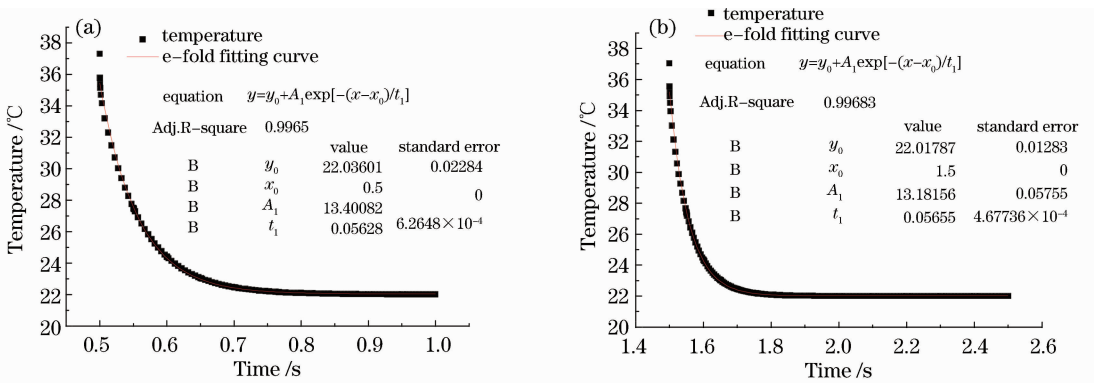 (a)
temperature
e-fold fitting curve
equation y=y₀+A₁exp[-(x-x₀)/t₁]
Adj.R-square 0.9965
value standard error
B y₀ 22.03601 0.02284
B x₀ 0.5 0
B A₁ 13.40082
B t₁ 0.05628 6.2648×10⁻⁴
Temperature /℃
38
36
34
32
30
28
26
24
22
20
0.5 0.6 0.7 0.8 0.9 1.0
Time /s
(b)
temperature
e-fold fitting curve
equation y=y₀+A₁exp[-(x-x₀)/t₁]
Adj.R-square 0.99683
value standard error
B y₀ 22.01787 0.01283
B x₀ 1.5 0
B A₁ 13.18156 0.05755
B t₁ 0.05655 4.67736×10⁻⁴
Temperature /℃
38
36
34
32
30
28
26
24
22
20
1.4 1.6 1.8 2.0 2.2 2.4 2.6
Time /s